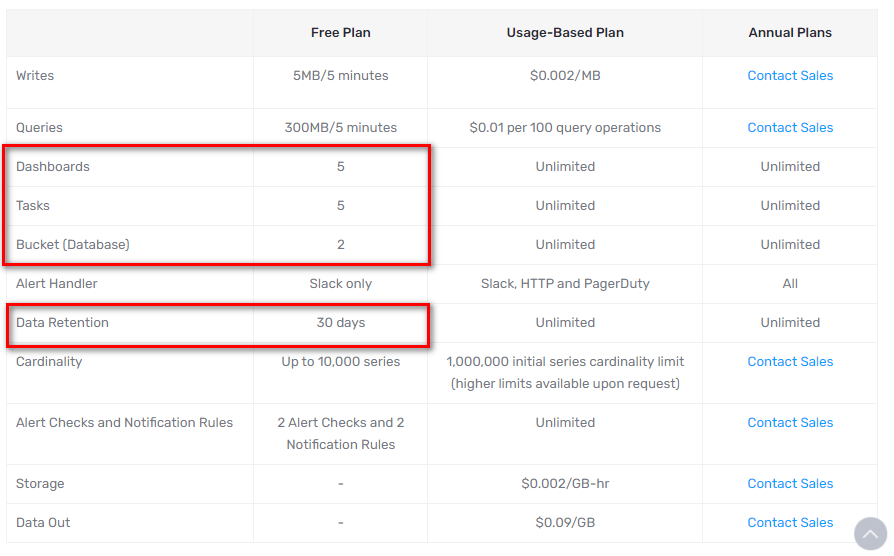 Free Plan Usage-Based Plan Annual Plans
Writes 5MB/5 minutes $0.002/MB Contact Sales
Queries 300MB/5 minutes $0.01 per 100 query operations Contact Sales
Dashboards 5 Unlimited Unlimited
Tasks 5 Unlimited Unlimited
Bucket (Database) 2 Unlimited Unlimited
Alert Handler Slack only Slack, HTTP and PagerDuty All
Data Retention 30 days Unlimited Unlimited
Cardinality Up to 10,000 series 1,000,000 initial series cardinality limit Contact Sales
(higher limits available upon request)
Alert Checks and Notification Rules 2 Alert Checks and 2 Unlimited Contact Sales
Notification Rules
Storage - $0.002/GB-hr Contact Sales
Data Out - $0.09/GB Contact Sales